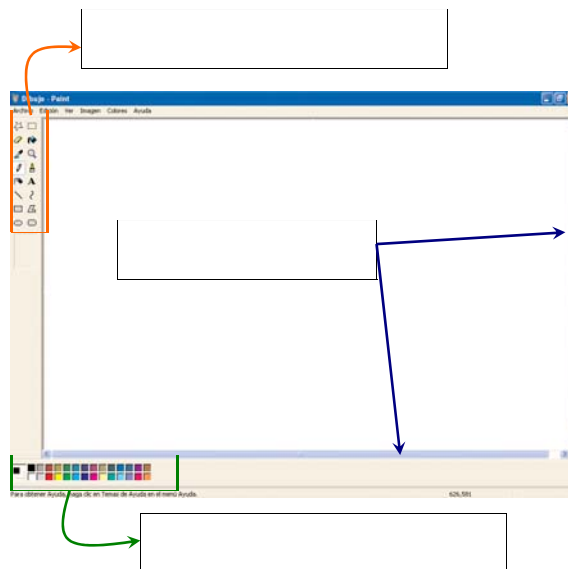 Dibujo - Paint
Archivo Edición Ver Imagen Colores Ayuda
A
Para obtener Ayuda, haga clic en Temas de Ayuda en el menú Ayuda.
626,591